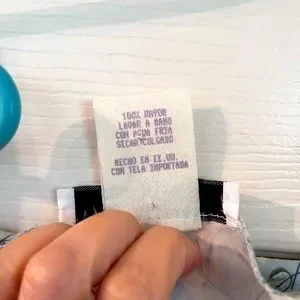 100% RAYON
LAVAR A MANO
CON AGUA FRIA
SECAR COLGADO
HECHO EN EE.UU.
CON TELA IMPORTADA